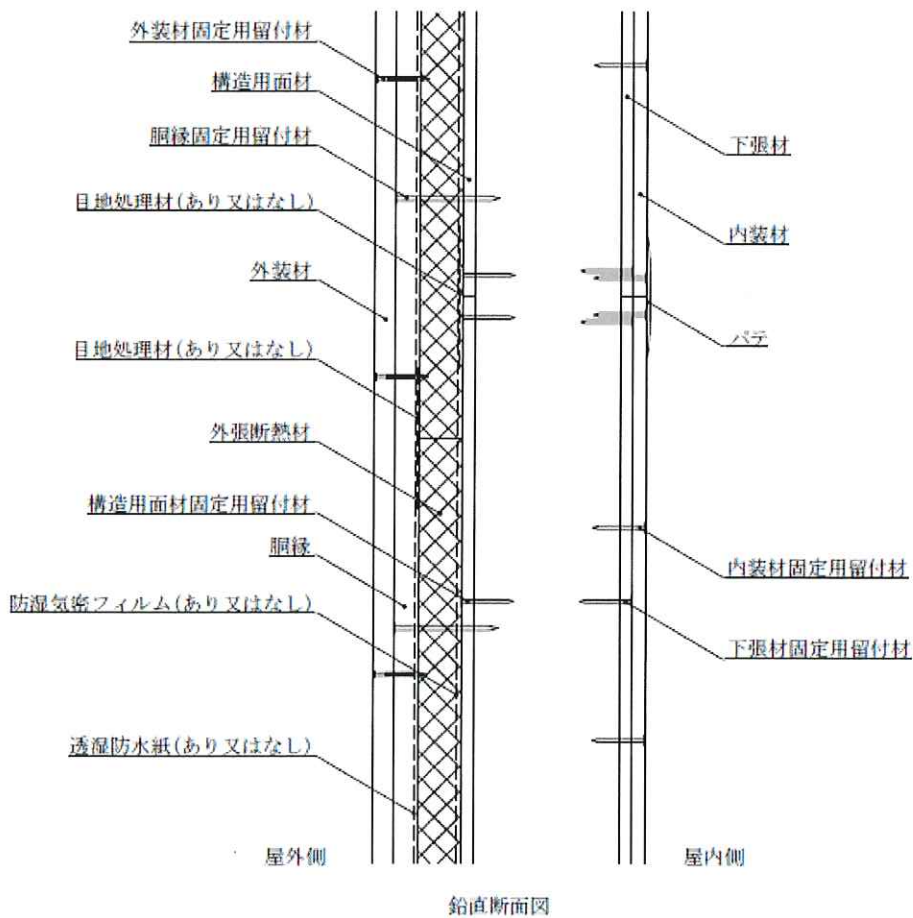 外装材固定用留付材
構造用面材
胴縁固定用留付材
目地処理材(あり又はなし)
外装材
目地処理材(あり又はなし)
外張断熱材
構造用面材固定用留付材
胴縁
防湿気密フィルム(あり又はなし)
透湿防水紙(あり又はなし)
下張材
内装材
パテ
内装材固定用留付材
下張材固定用留付材
屋外側
屋内側
鉛直断面図